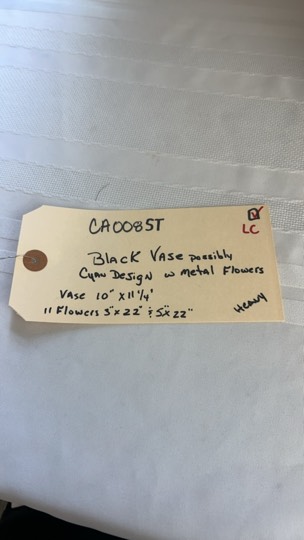 CA0085T
LC
Black Vase possibly
Cyan Design w Metal Flowers
Vase 10" x 11 1/4"
11 Flowers 3" x 22" & 5" x 22"
Heavy